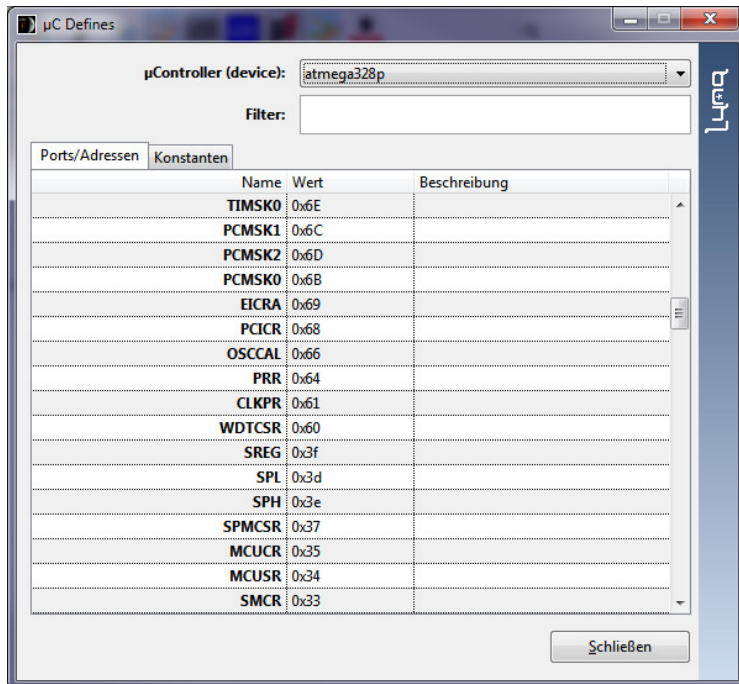 µC Defines
µController (device): atmega328p
Filter:
Ports/Adressen Konstanten
Name Wert Beschreibung
TIMSK0 0x6E
PCMSK1 0x6C
PCMSK2 0x6D
PCMSK0 0x6B
EICRA 0x69
PCICR 0x68
OSCCAL 0x66
PRR 0x64
CLKPR 0x61
WDTCSR 0x60
SREG 0x3f
SPL 0x3d
SPH 0x3e
SPMCSR 0x37
MCUCR 0x35
MCUSR 0x34
SMCR 0x33
Schließen